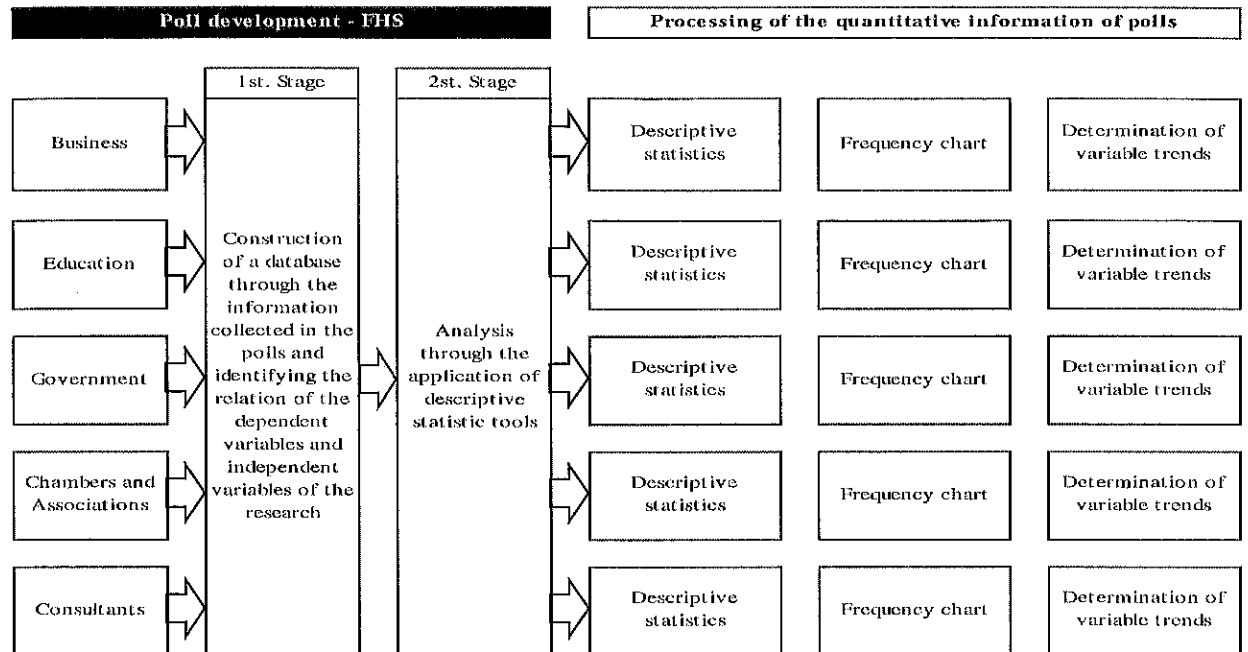 Poll development - FHS
Processing of the quantitative information of polls
1st. Stage
2st. Stage
Business
Education
Government
Chambers and
Associations
Consultants
Construction
of a database
through the
information
collected in the
polls and
identifying the
relation of the
dependent
variables and
independent
variables of the
research
Analysis
through the
application of
descriptive
statistic tools
Descriptive
statistics
Frequency chart
Determination of
variable trends
Descriptive
statistics
Frequency chart
Determination of
variable trends
Descriptive
statistics
Frequency chart
Determination of
variable trends
Descriptive
statistics
Frequency chart
Determination of
variable trends
Descriptive
statistics
Frequency chart
Determination of
variable trends